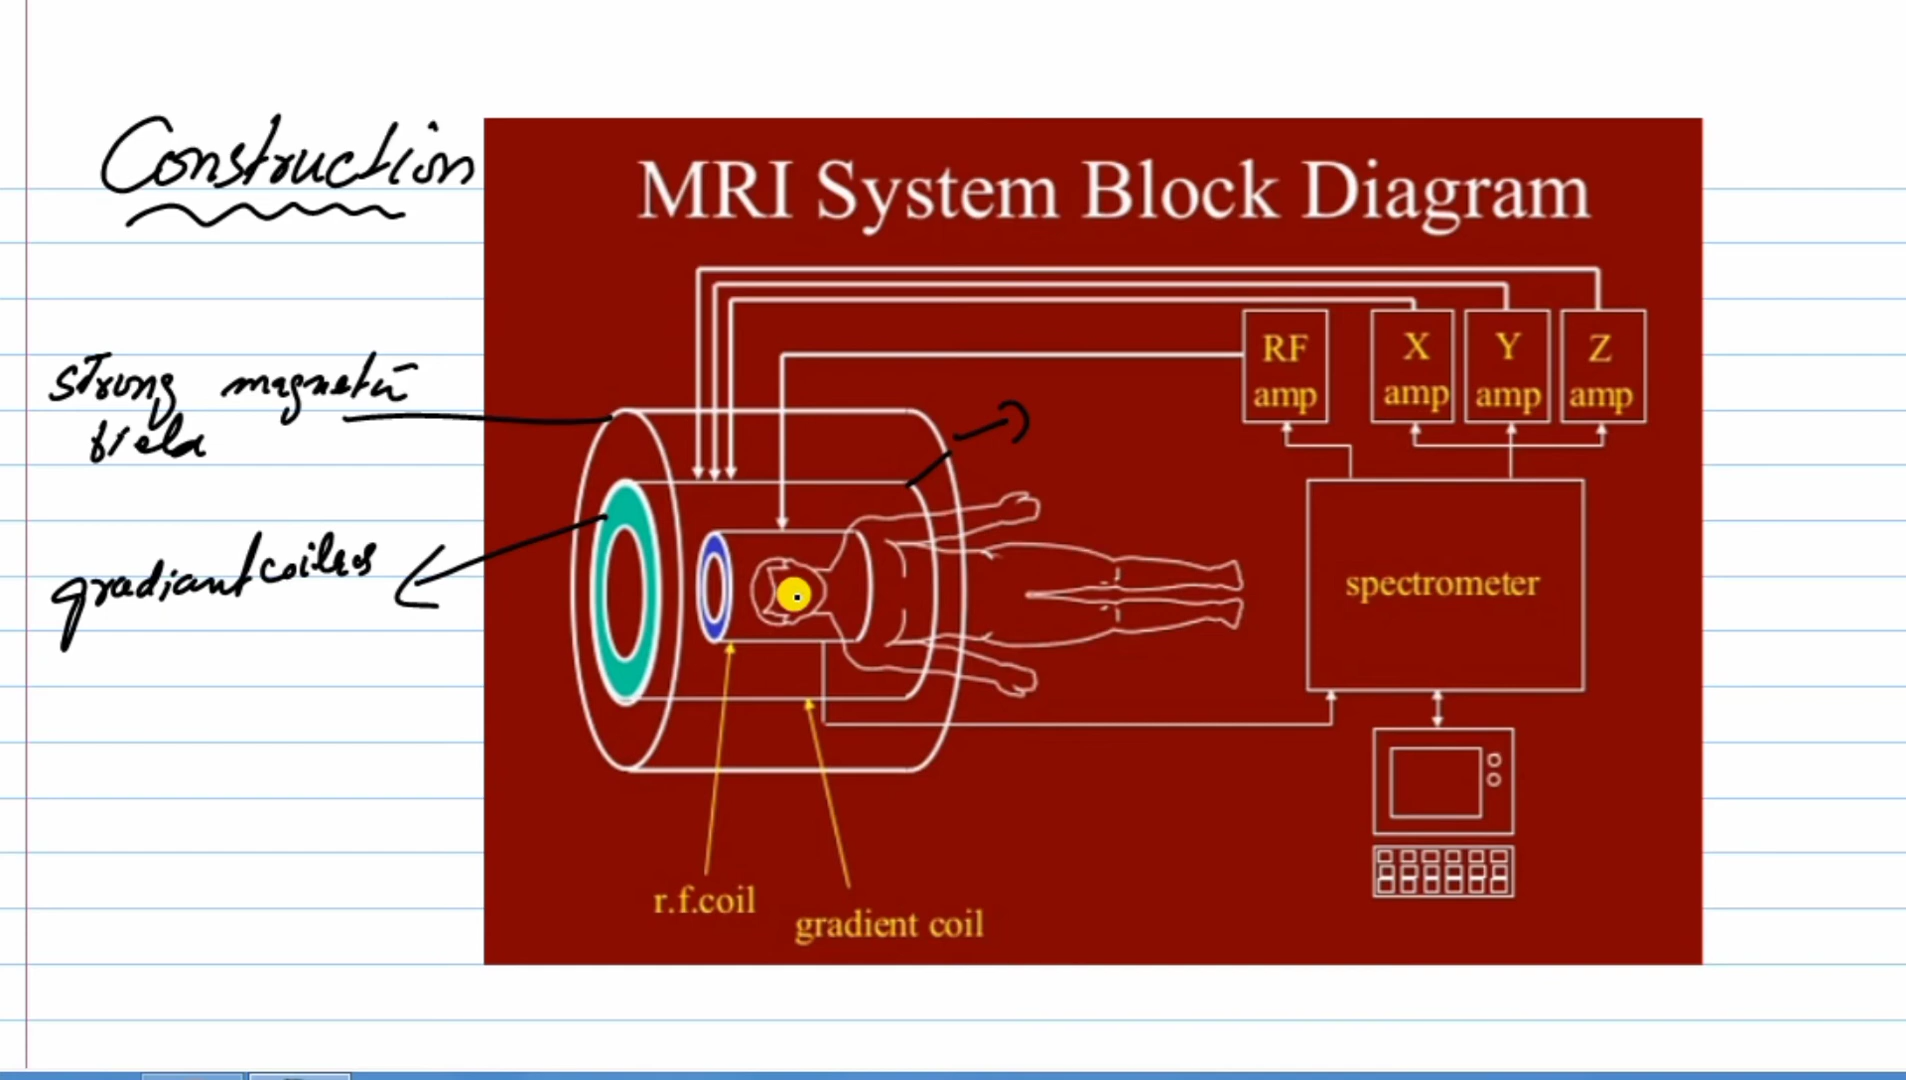 Construction
MRI System Block Diagram
RF
amp
X
amp
Y
amp
Z
amp
strong magnetic
field
gradiant coiles
spectrometer
r.f.coil
gradient coil